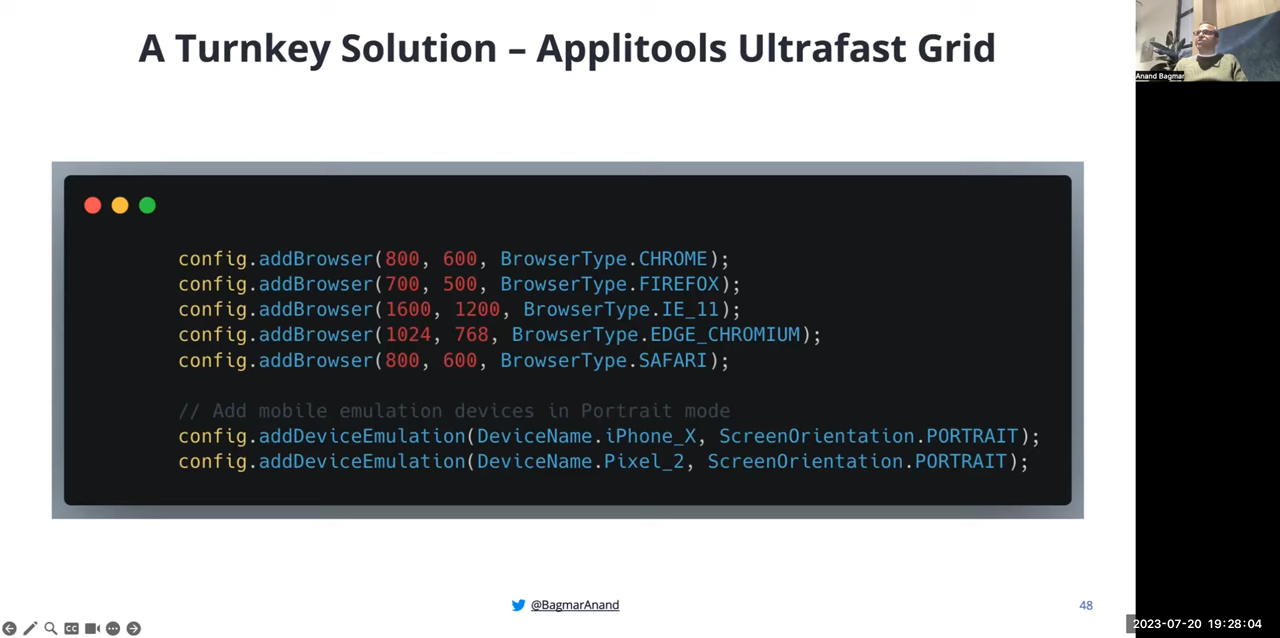 A Turnkey Solution – Applitools Ultrafast Grid
Anand Bagmar
config.addBrowser(800, 600, BrowserType.CHROME);
config.addBrowser(700, 500, BrowserType.FIREFOX);
config.addBrowser(1600, 1200, BrowserType.IE_11);
config.addBrowser(1024, 768, BrowserType.EDGE_CHROMIUM);
config.addBrowser(800, 600, BrowserType.SAFARI);
// Add mobile emulation devices in Portrait mode
config.addDeviceEmulation(DeviceName.iPhone_X, ScreenOrientation.PORTRAIT);
config.addDeviceEmulation(DeviceName.Pixel_2, ScreenOrientation.PORTRAIT);
@BagmarAnand
48
CC
2023-07-20 19:28:04